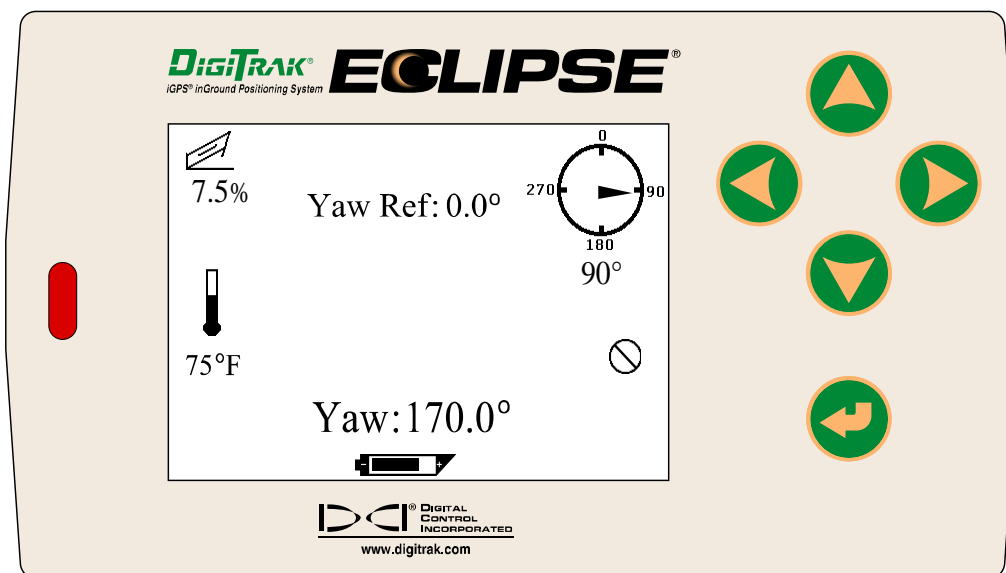 DIGITRAK®
iGPS® inGround Positioning System
ECLIPSE®
7.5%
Yaw Ref: 0.0°
0
270
90
180
90°
75°F
Yaw:170.0°
- +
DCI® DIGITAL
CONTROL
INCORPORATED
www.digitrak.com